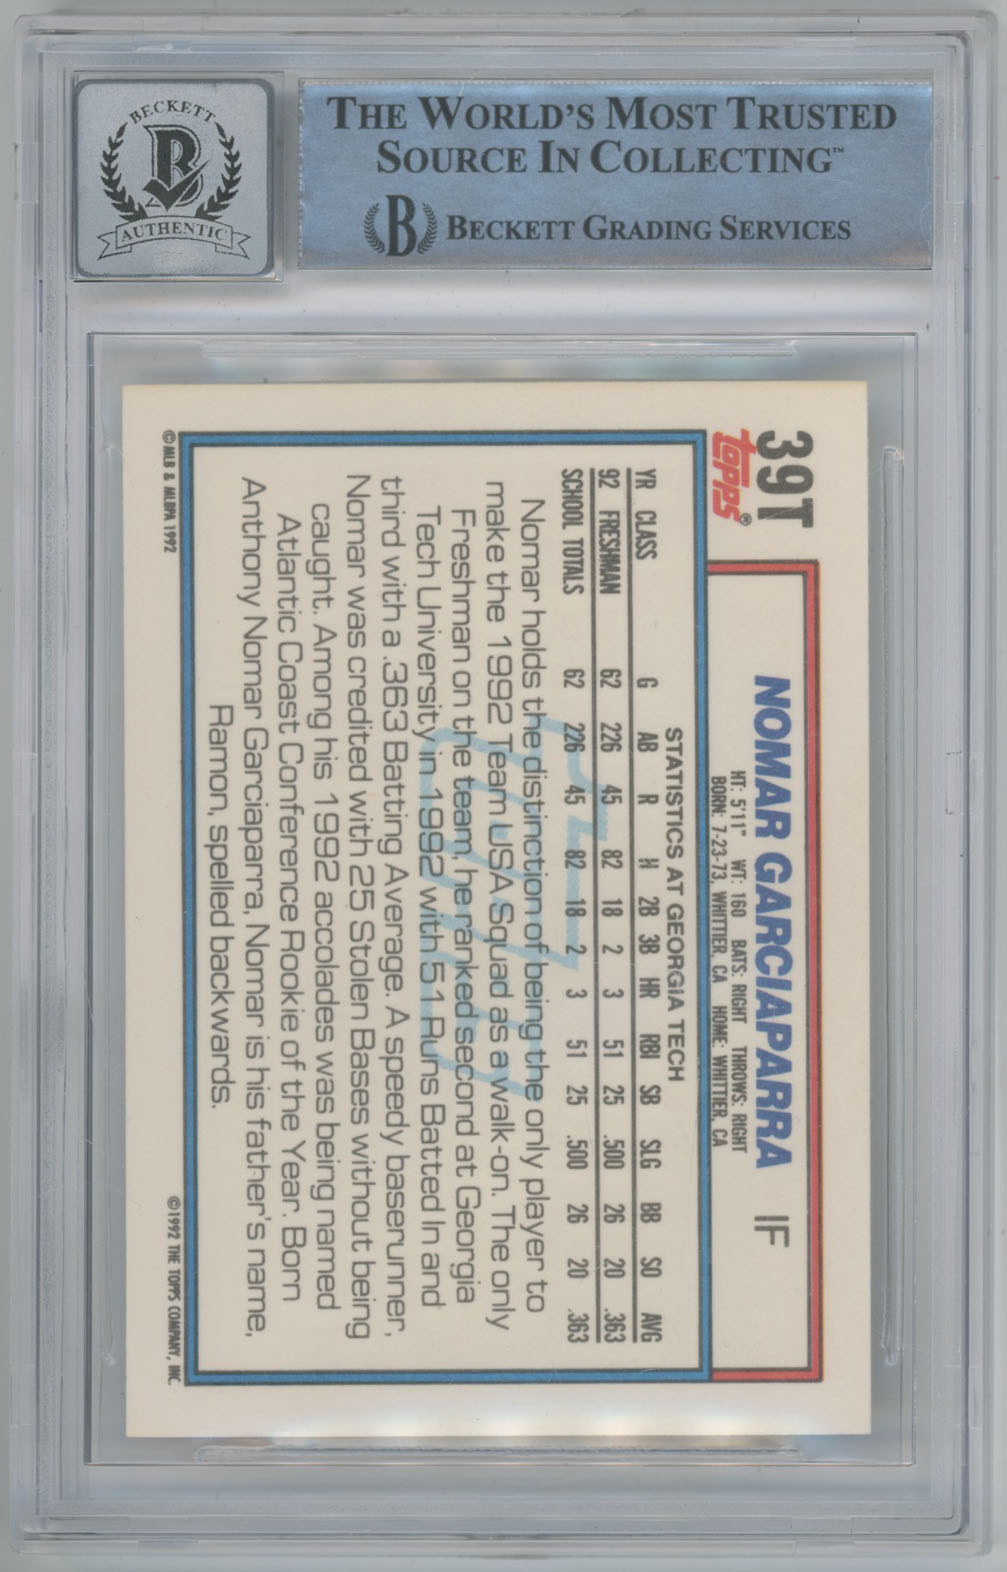 BECKETT
B
AUTHENTIC
THE WORLD'S MOST TRUSTED
SOURCE IN COLLECTING™
B BECKETT GRADING SERVICES
39T
topps®
NOMAR GARCIAPARRA IF
HT: 5'11" WT: 160 BATS: RIGHT THROWS: RIGHT
BORN: 7-23-73, WHITTIER, CA HOME: WHITTIER, CA
STATISTICS AT GEORGIA TECH
YR CLASS G AB R H 2B 3B HR RBI SB SLG BB SO AVG
92 FRESHMAN 62 226 45 82 18 2 3 51 25 .500 26 20 .363
SCHOOL TOTALS 62 226 45 82 18 2 3 51 25 .500 26 20 .363
Nomar holds the distinction of being the only player to
make the 1992 Team USA Squad as a walk-on. The only
Freshman on the team, he ranked second at Georgia
Tech University in 1992 with 51 Runs Batted In and
third with a .363 Batting Average. A speedy baserunner,
Nomar was credited with 25 Stolen Bases without being
caught. Among his 1992 accolades was being named
Atlantic Coast Conference Rookie of the Year. Born
Anthony Nomar Garciaparra, Nomar is his father's name,
Ramon, spelled backwards.
©MLB & MLBPA 1992
©1992 THE TOPPS COMPANY, INC.